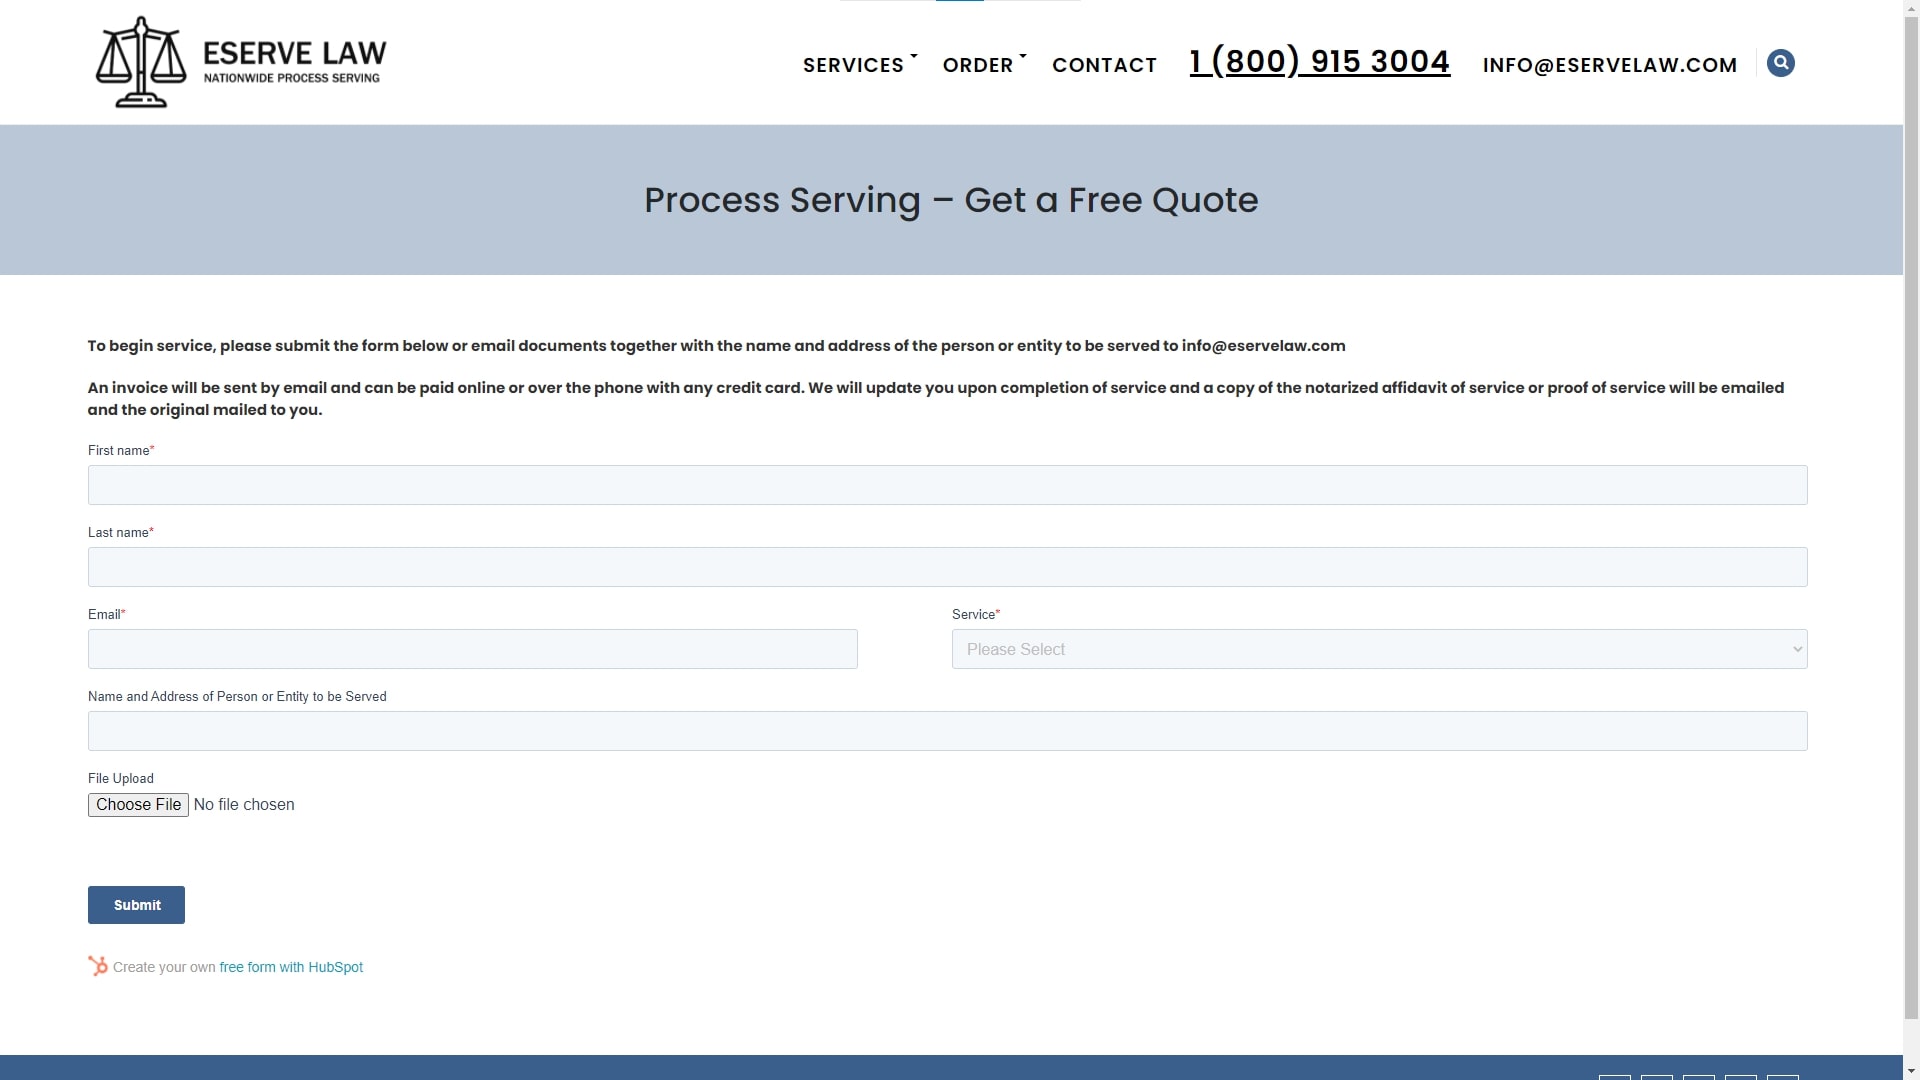 ESERVE LAW
NATIONWIDE PROCESS SERVING
SERVICES
ORDER
CONTACT
1 (800) 915 3004
INFO@ESERVELAW.COM
Process Serving – Get a Free Quote
To begin service, please submit the form below or email documents together with the name and address of the person or entity to be served to info@eservelaw.com
An invoice will be sent by email and can be paid online or over the phone with any credit card. We will update you upon completion of service and a copy of the notarized affidavit of service or proof of service will be emailed
and the original mailed to you.
First name*
Last name*
Email*
Service*
Please Select
Name and Address of Person or Entity to be Served
File Upload
Choose File No file chosen
Submit
Create your own free form with HubSpot